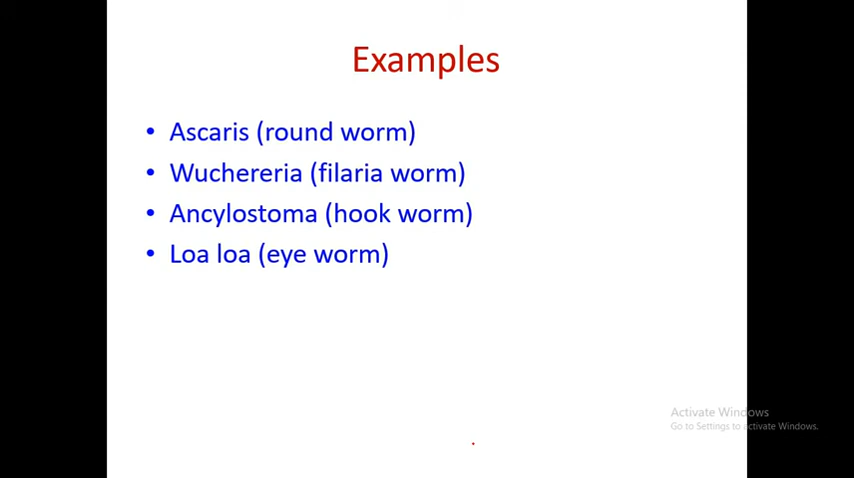 Examples
• Ascaris (round worm)
• Wuchereria (filaria worm)
• Ancylostoma (hook worm)
• Loa loa (eye worm)
Activate Windows
Go to Settings to activate Windows.